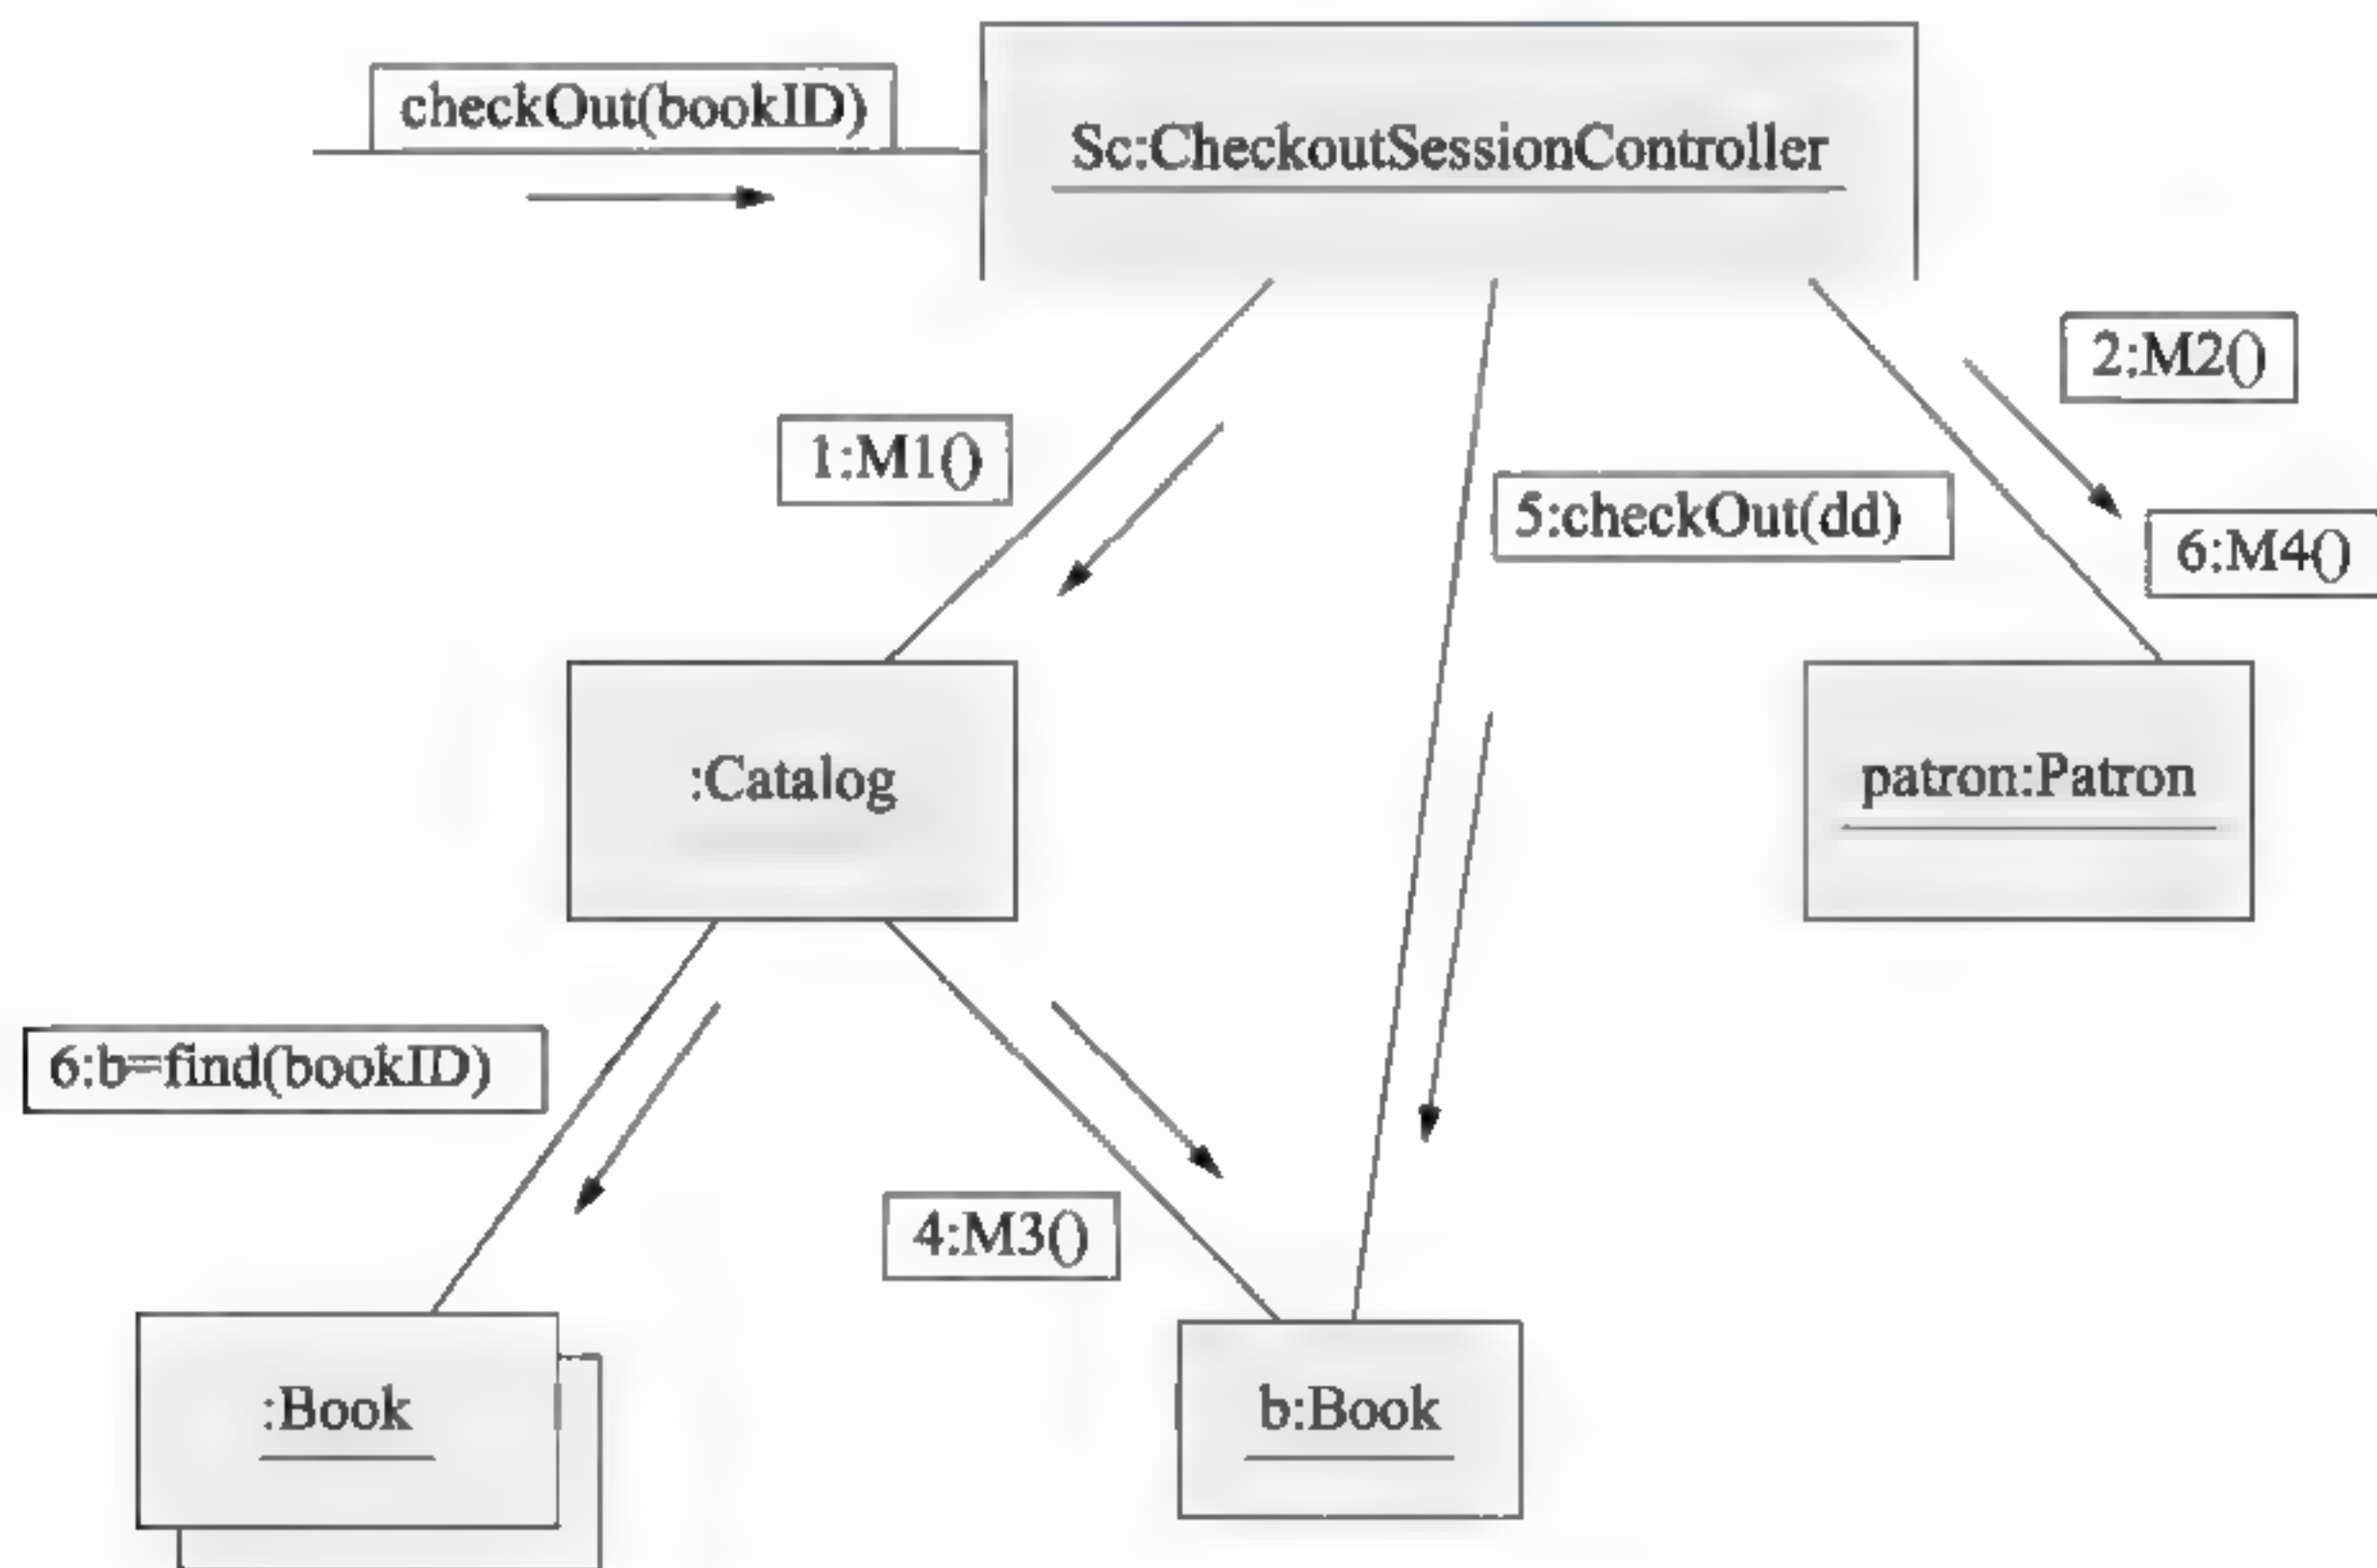 checkOut(bookID)
Sc:CheckoutSessionController
2:M2()
1:M1()
5:checkOut(dd)
6:M4()
:Catalog
patron:Patron
6:b=find(bookID)
4:M3()
:Book
b:Book